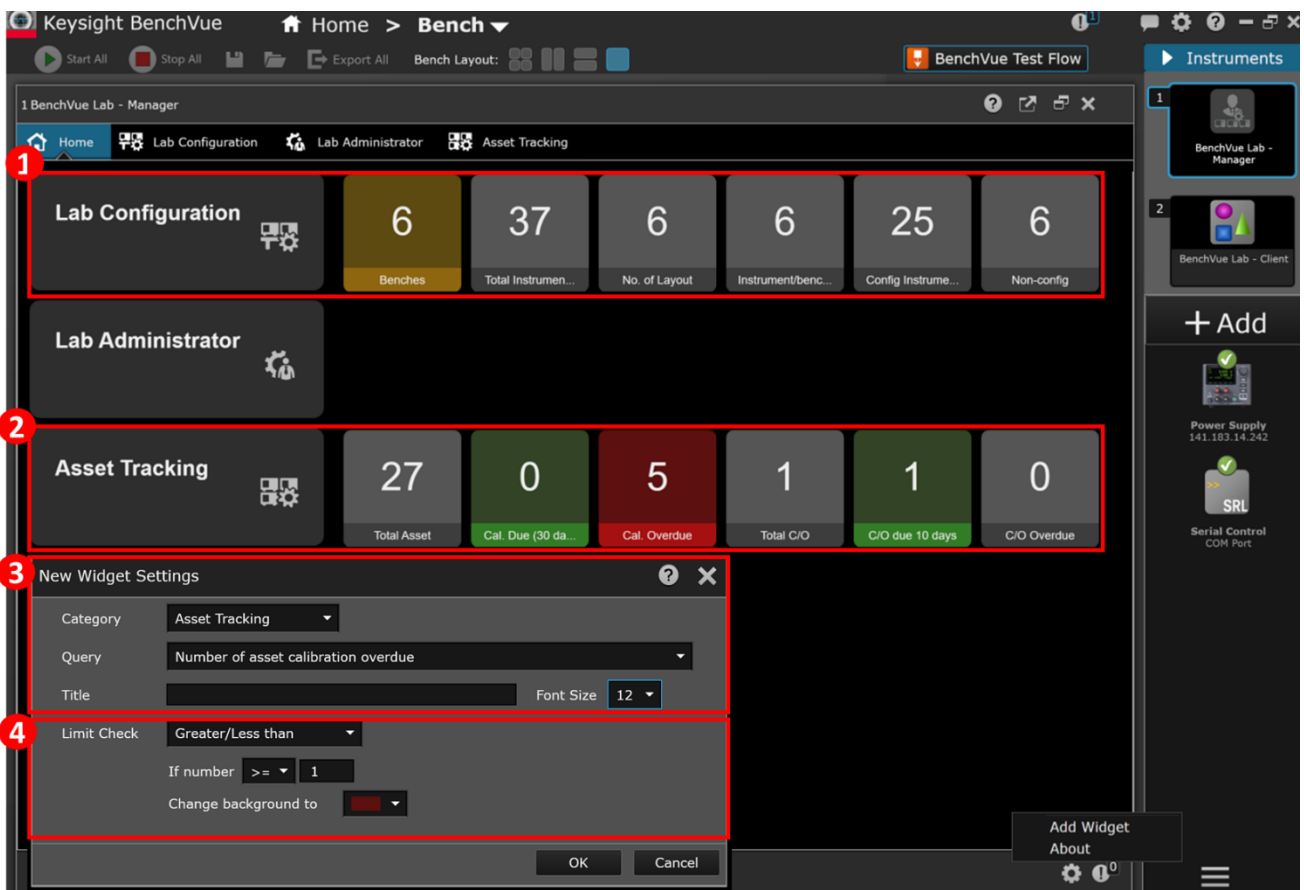 Keysight BenchVue
Home > Bench
1
Start All
Stop All
Export All
Bench Layout:
BenchVue Test Flow
Instruments
1 BenchVue Lab - Manager
Home
Lab Configuration
Lab Administrator
Asset Tracking
1
Lab Configuration
6
Benches
37
Total Instrumen...
6
No. of Layout
6
Instrument/benc...
25
Config Instrume...
6
Non-config
Lab Administrator
2
Asset Tracking
27
Total Asset
0
Cal. Due (30 da...
5
Cal. Overdue
1
Total C/O
1
C/O due 10 days
0
C/O Overdue
3
New Widget Settings
Category
Asset Tracking
Query
Number of asset calibration overdue
Title
Font Size
12
4
Limit Check
Greater/Less than
If number
>=
1
Change background to
OK
Cancel
Add Widget
About
0
1
BenchVue Lab -
Manager
2
BenchVue Lab - Client
+ Add
Power Supply
141.183.14.242
>>
SRL
Serial Control
COM Port